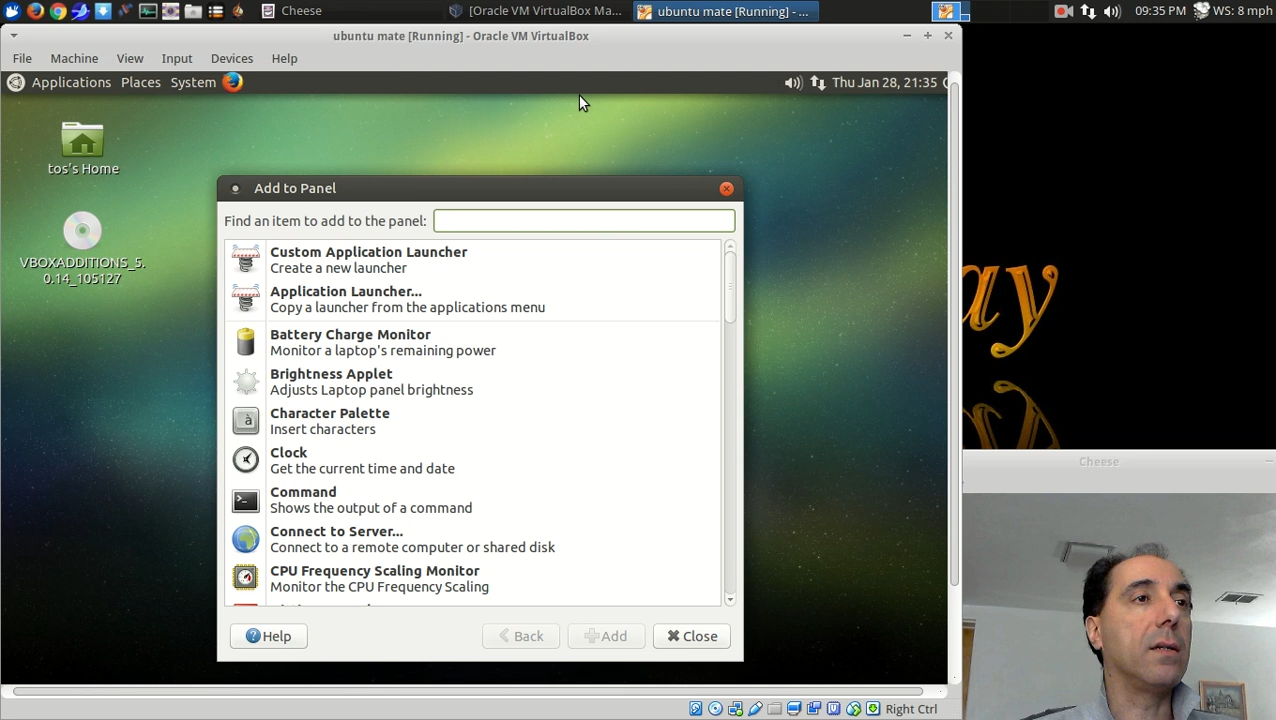 Cheese
[Oracle VM VirtualBox Ma...
ubuntu mate [Running] - ...
09:35 PM
WS: 8 mph
ubuntu mate [Running] - Oracle VM VirtualBox
File
Machine
View
Input
Devices
Help
Applications
Places
System
Thu Jan 28, 21:35
tos's Home
VBOXADDITIONS_5.
0.14_105127
Add to Panel
Find an item to add to the panel:
Custom Application Launcher
Create a new launcher
Application Launcher...
Copy a launcher from the applications menu
Battery Charge Monitor
Monitor a laptop's remaining power
Brightness Applet
Adjusts Laptop panel brightness
Character Palette
Insert characters
Clock
Get the current time and date
Command
Shows the output of a command
Connect to Server...
Connect to a remote computer or shared disk
CPU Frequency Scaling Monitor
Monitor the CPU Frequency Scaling
Help
Back
Add
Close
ay
Cheese
Right Ctrl